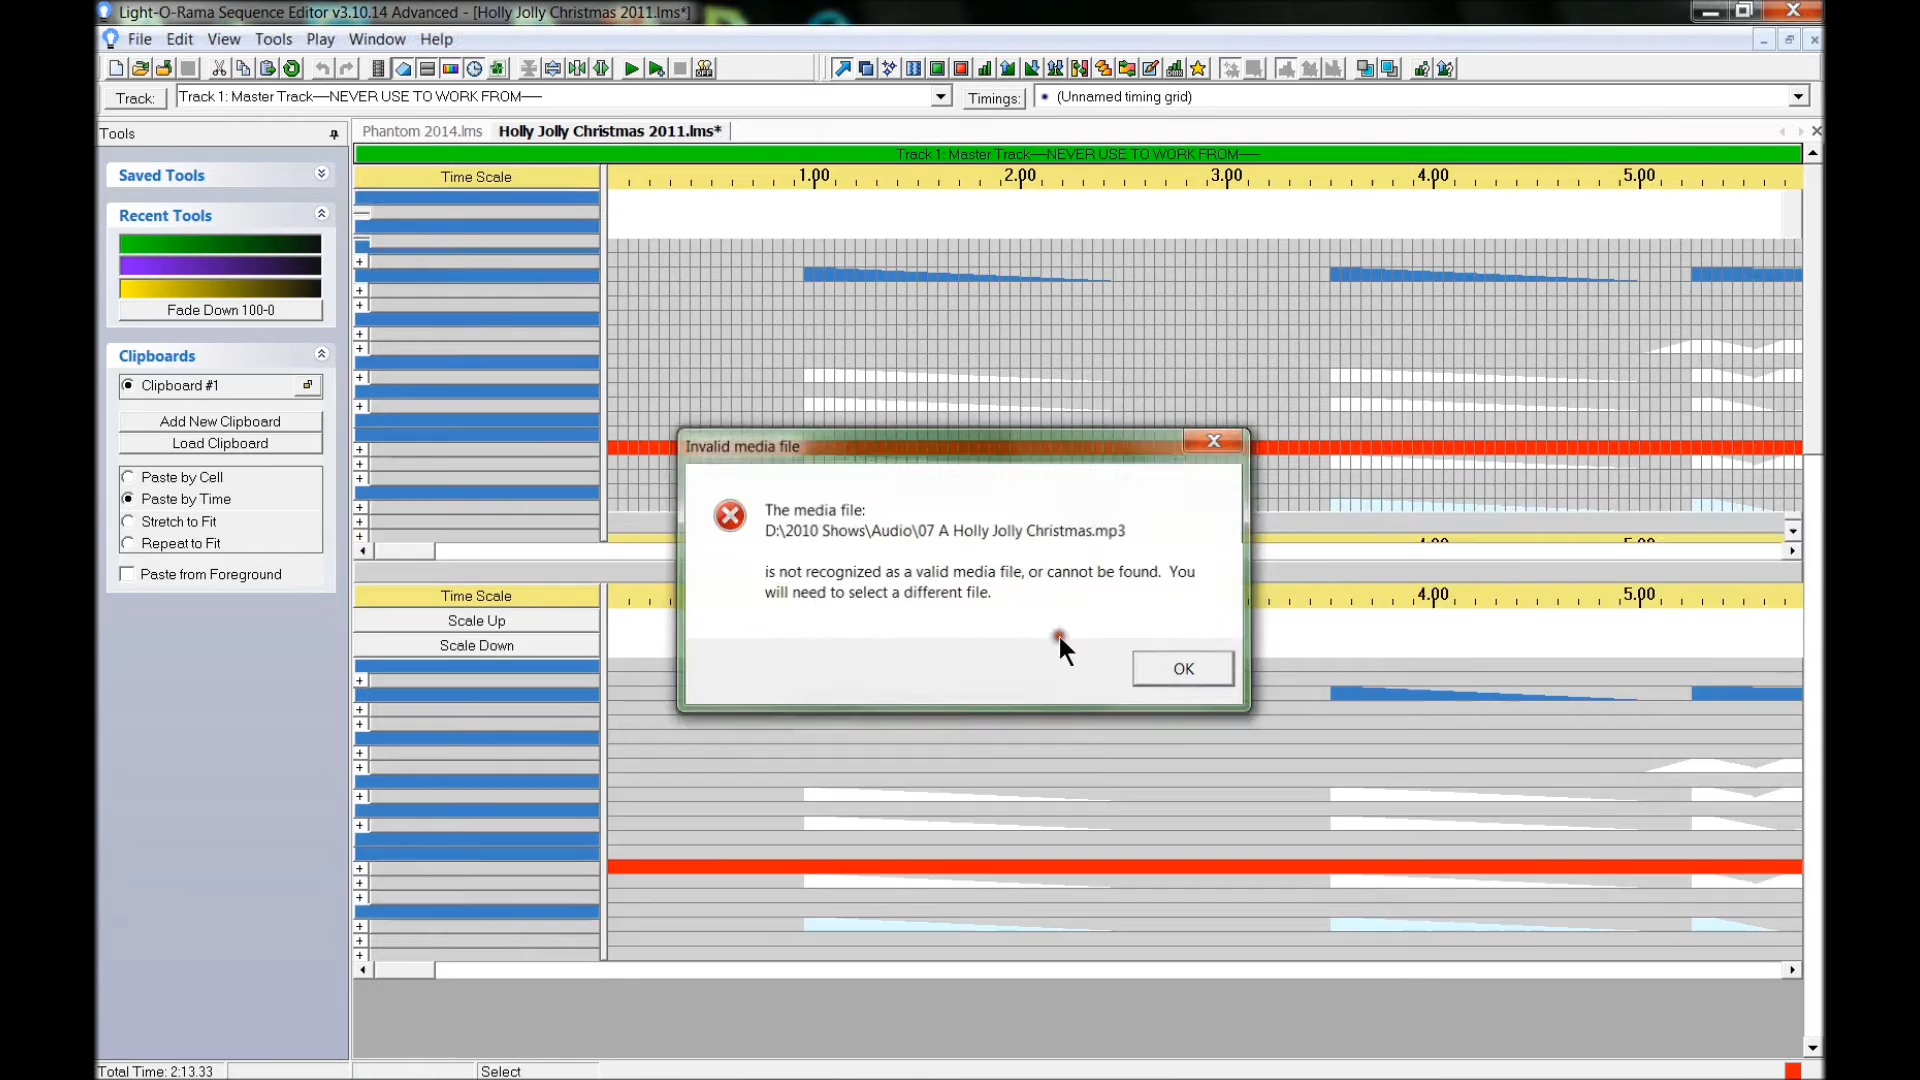 Light-O-Rama Sequence Editor v3.10.14 Advanced - [Holly Jolly Christmas 2011.lms*]
File Edit View Tools Play Window Help
Track: Track 1: Master Track----NEVER USE TO WORK FROM----- Timings: (Unnamed timing grid)
Tools
Phantom 2014.lms Holly Jolly Christmas 2011.lms*
Track 1: Master Track----NEVER USE TO WORK FROM-----
Saved Tools
Time Scale 1.00 2.00 3.00 4.00 5.00
Recent Tools
Fade Down 100-0
Clipboards
Clipboard #1
Add New Clipboard
Load Clipboard
Paste by Cell
Paste by Time
Stretch to Fit
Repeat to Fit
Paste from Foreground
Invalid media file
The media file:
D:\2010 Shows\Audio\07 A Holly Jolly Christmas.mp3
is not recognized as a valid media file, or cannot be found. You
will need to select a different file.
OK
4.00 5.00
Time Scale 4.00 5.00
Scale Up
Scale Down
Total Time: 2:13.33 Select